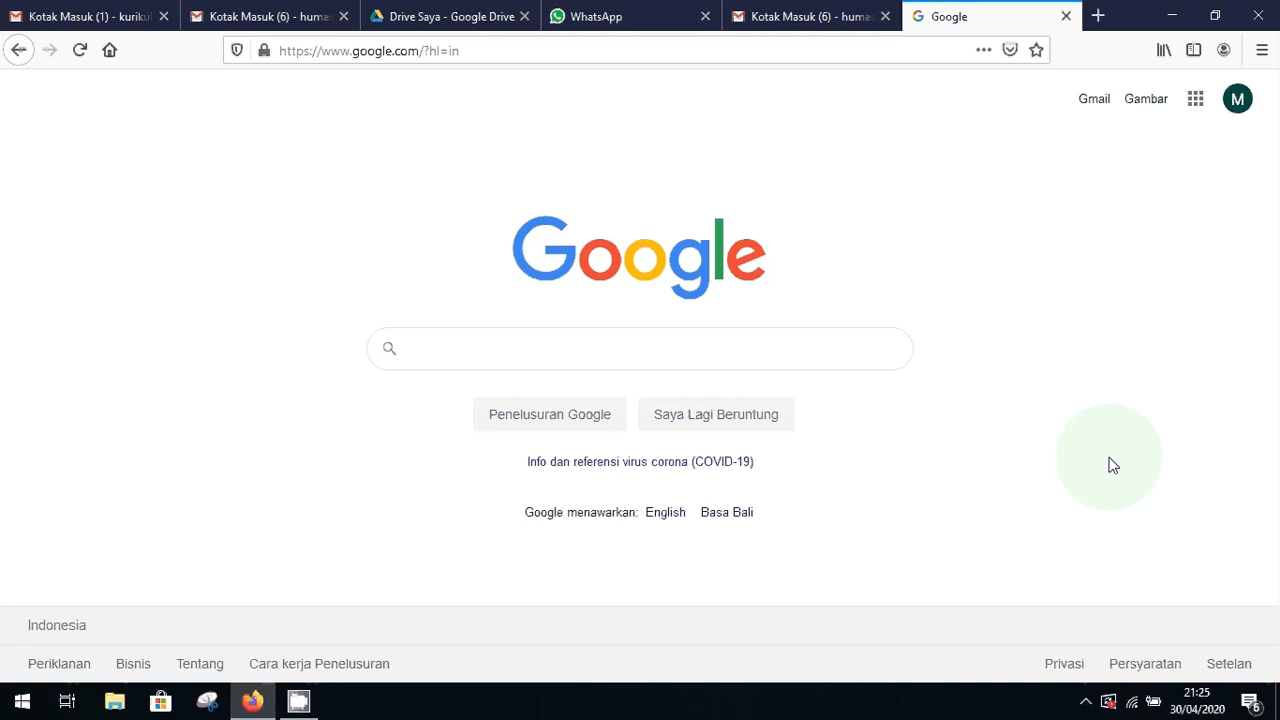 Kotak Masuk (1) - kurikul
Kotak Masuk (6) - humas
Drive Saya - Google Drive
WhatsApp
Kotak Masuk (6) - humas
Google
https://www.google.com/?hl=in
Gmail
Gambar
M
Google
Penelusuran Google
Saya Lagi Beruntung
Info dan referensi virus corona (COVID-19)
Google menawarkan: English Basa Bali
Indonesia
Periklanan
Bisnis
Tentang
Cara kerja Penelusuran
Privasi
Persyaratan
Setelan
21:25
30/04/2020
6